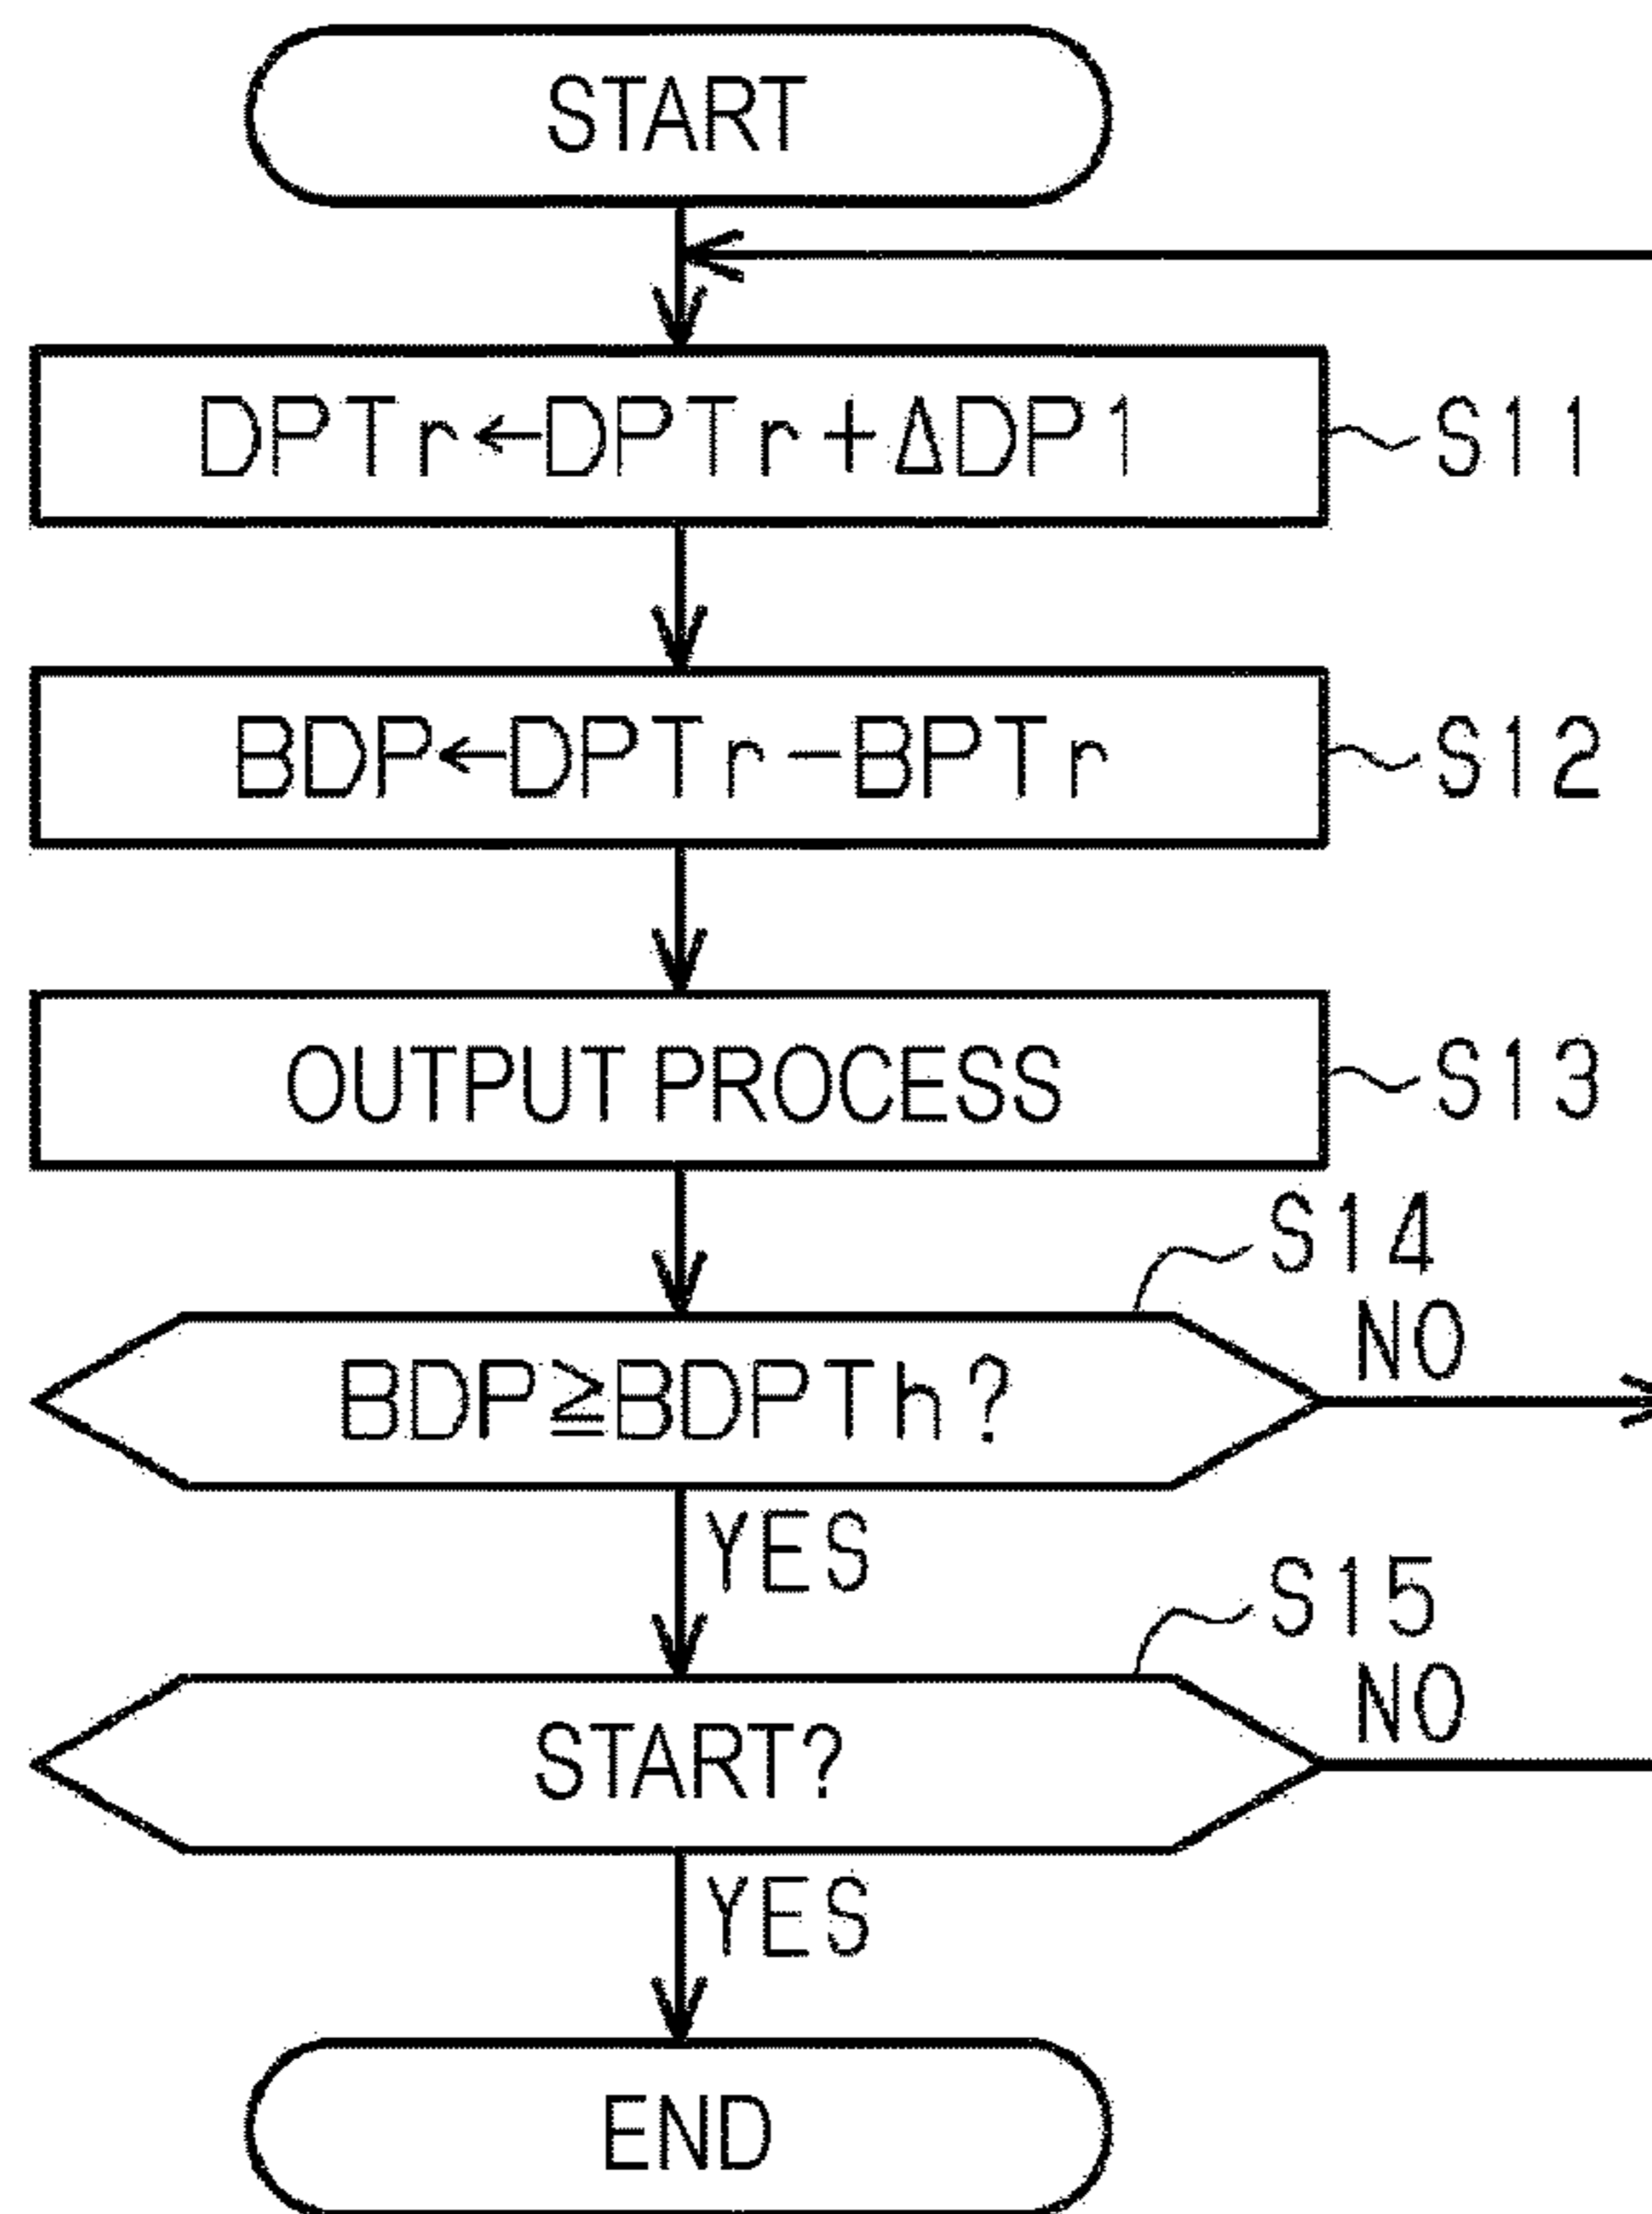 START
DPTr←DPTr+ΔDP1 S11
BDP←DPTr−BPTr S12
OUTPUT PROCESS S13
S14
NO
BDP≧BDPTh?
YES
S15
NO
START?
YES
END